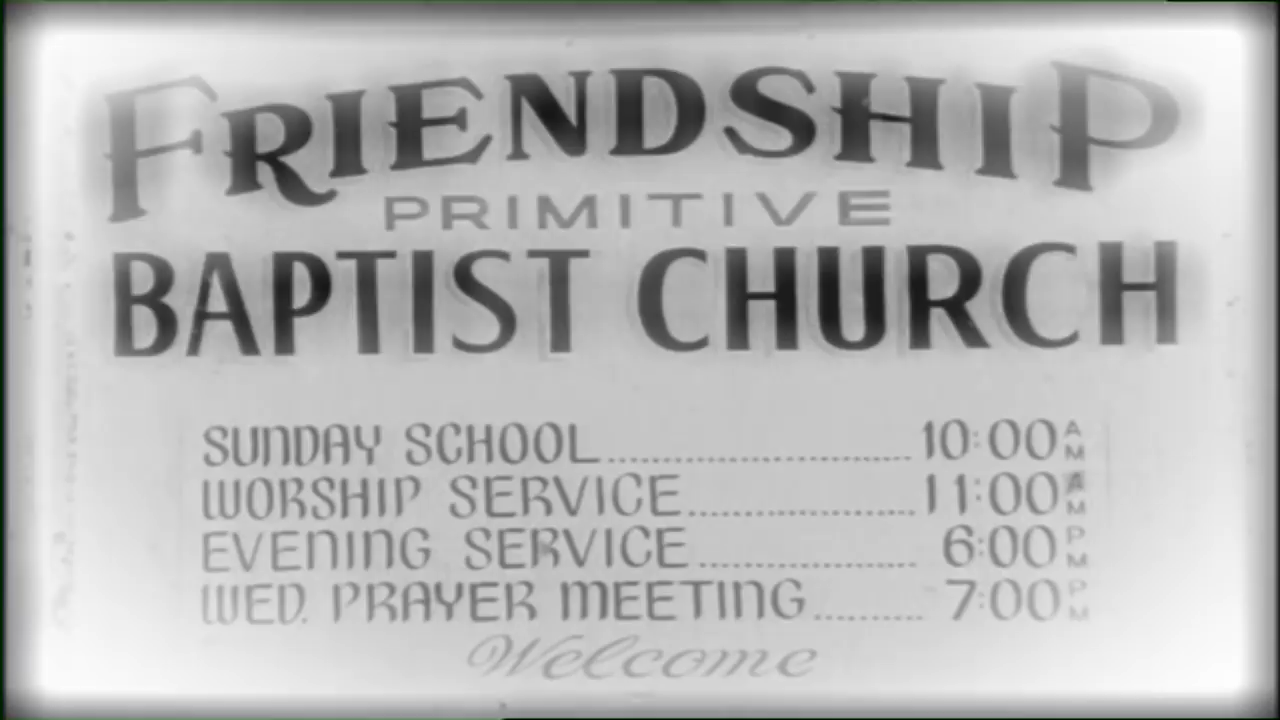 FRIENDSHIP
PRIMITIVE
BAPTIST CHURCH
SUNDAY SCHOOL....................10:00 AM
WORSHIP SERVICE...............11:00 AM
EVENING SERVICE..............6:00 PM
WED. PRAYER MEETING.......7:00 PM
Welcome